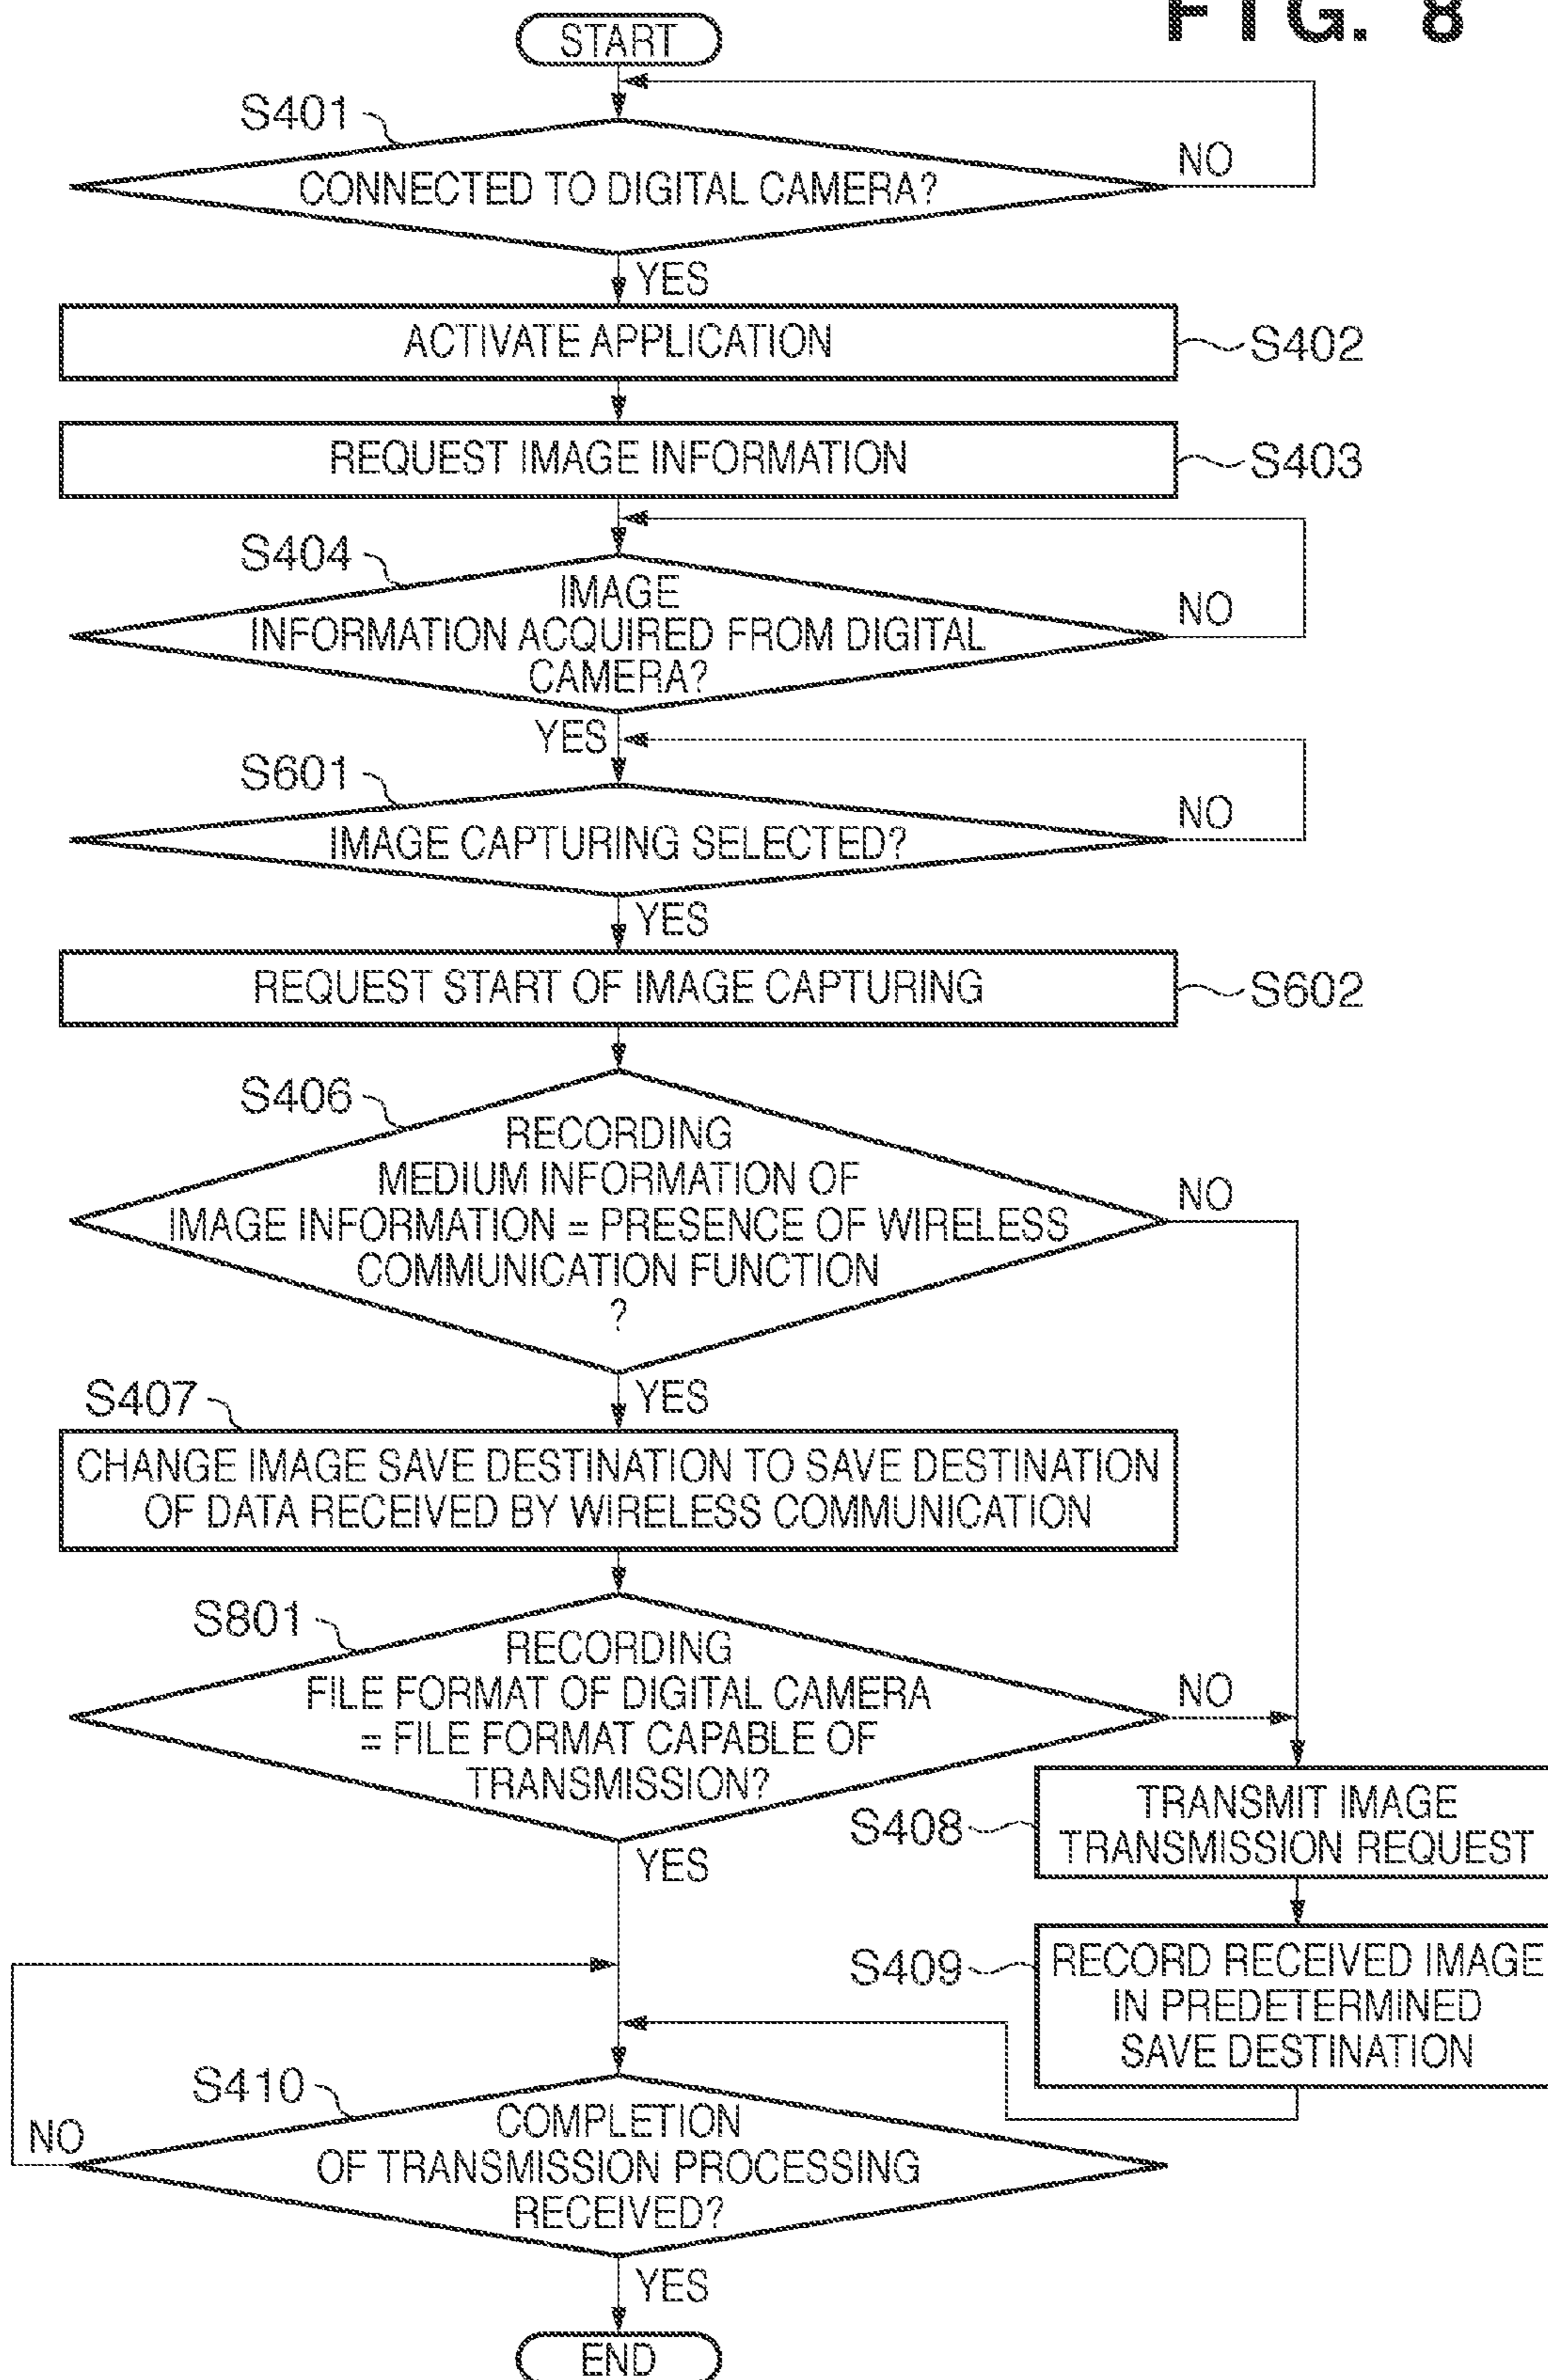 FIG. 8
START
S401
CONNECTED TO DIGITAL CAMERA?
NO
YES
ACTIVATE APPLICATION
S402
REQUEST IMAGE INFORMATION
S403
S404
IMAGE
INFORMATION ACQUIRED FROM DIGITAL
CAMERA?
NO
YES
S601
IMAGE CAPTURING SELECTED?
NO
YES
REQUEST START OF IMAGE CAPTURING
S602
S406
RECORDING
MEDIUM INFORMATION OF
IMAGE INFORMATION = PRESENCE OF WIRELESS
COMMUNICATION FUNCTION
?
NO
YES
S407
CHANGE IMAGE SAVE DESTINATION TO SAVE DESTINATION
OF DATA RECEIVED BY WIRELESS COMMUNICATION
S801
RECORDING
FILE FORMAT OF DIGITAL CAMERA
= FILE FORMAT CAPABLE OF
TRANSMISSION?
NO
YES
S408
TRANSMIT IMAGE
TRANSMISSION REQUEST
S409
RECORD RECEIVED IMAGE
IN PREDETERMINED
SAVE DESTINATION
S410
COMPLETION
OF TRANSMISSION PROCESSING
RECEIVED?
NO
YES
END